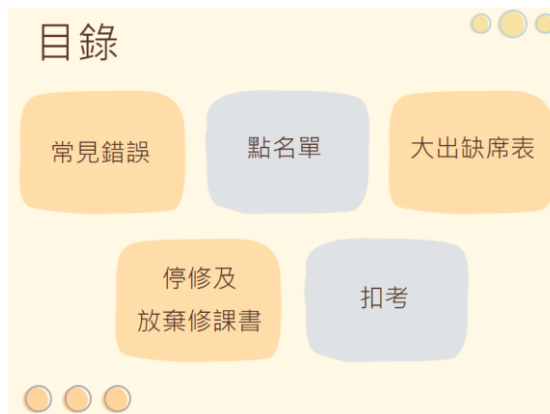 目錄
常見錯誤
點名單
大出缺席表
停修及
放棄修課書
扣考